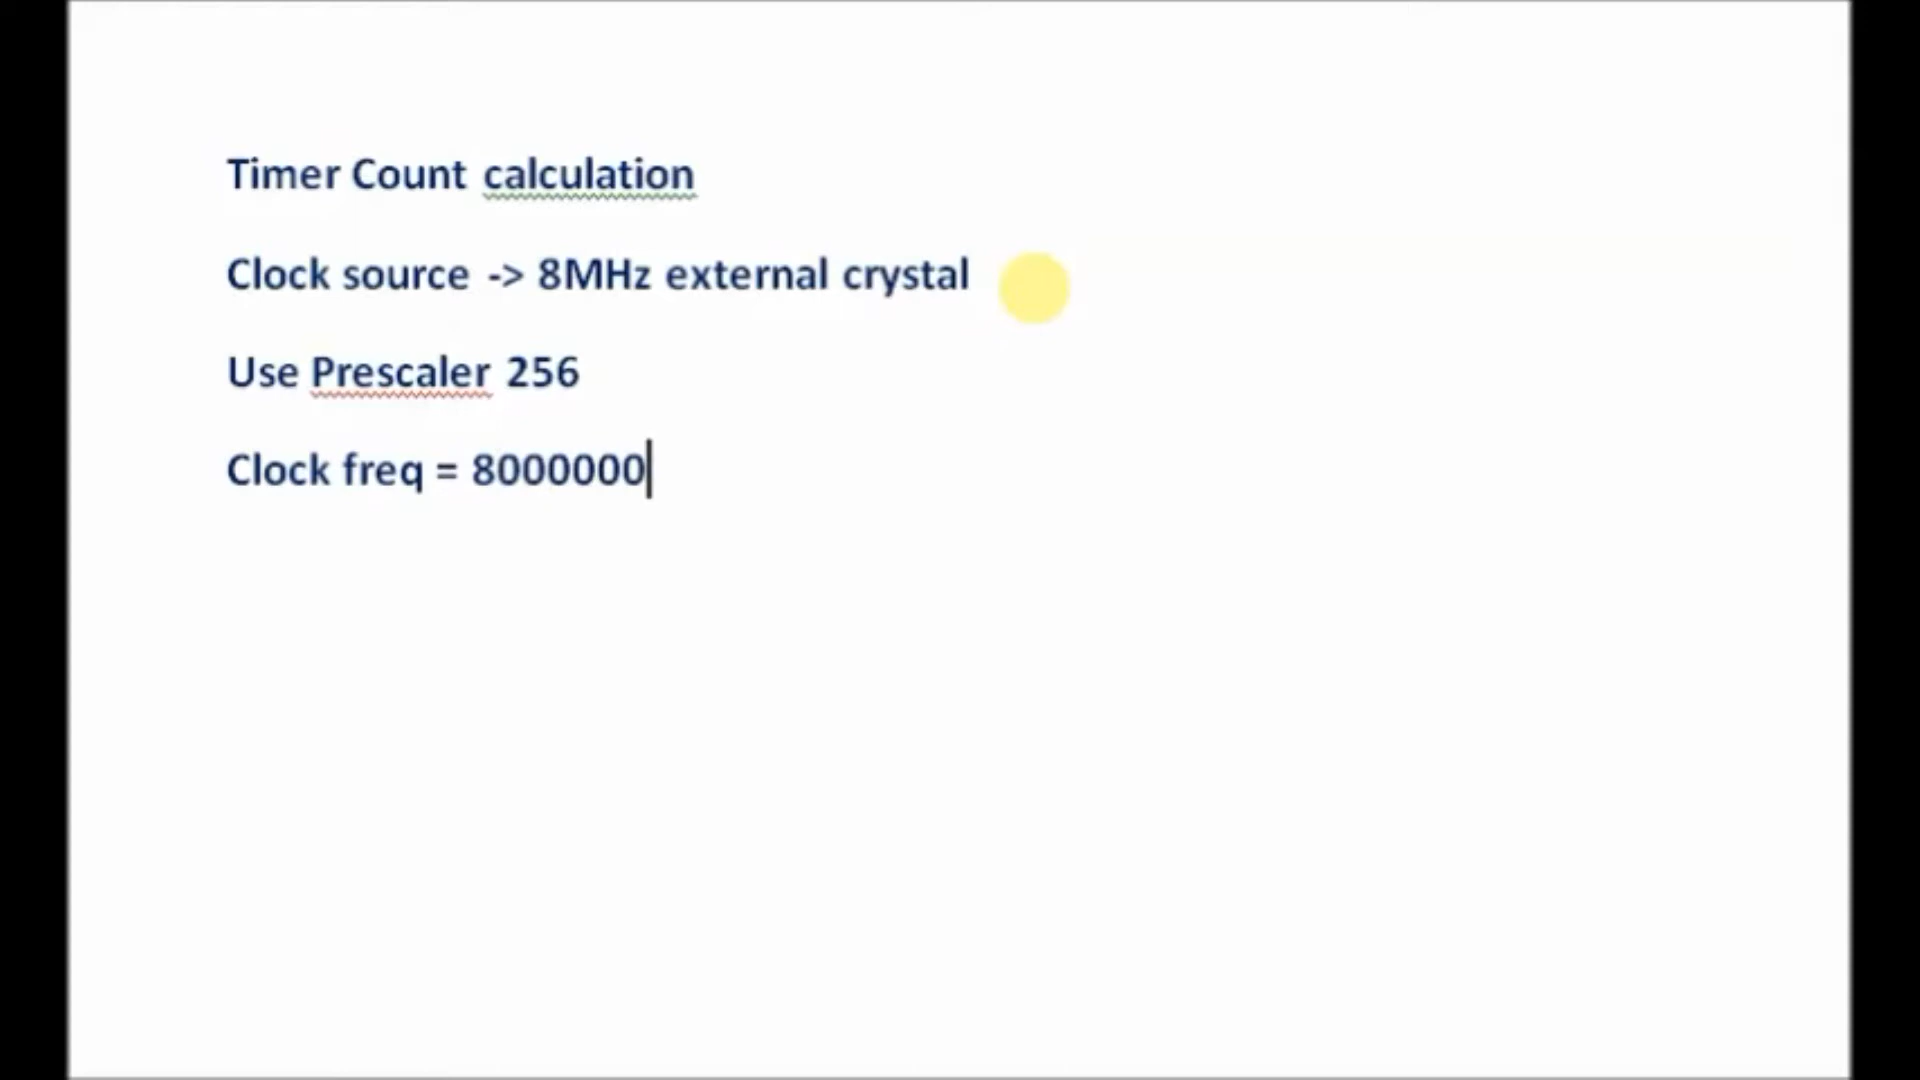 Timer Count calculation
Clock source -> 8MHz external crystal
Use Prescaler 256
Clock freq = 8000000